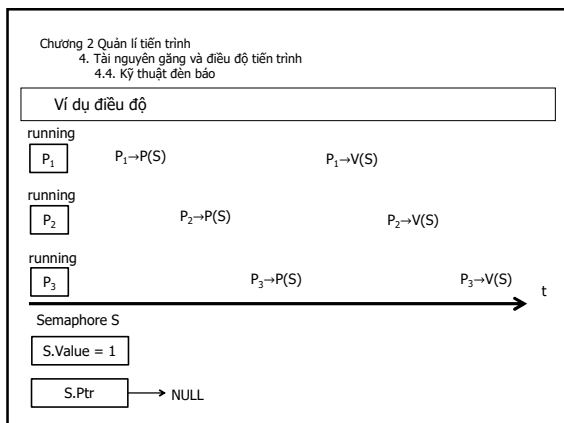 Chương 2 Quản lí tiến trình
4. Tài nguyên găng và điều độ tiến trình
4.4. Kỹ thuật đèn báo
Ví dụ điều độ
running
P₁ P₁→P(S) P₁→V(S)
running
P₂ P₂→P(S) P₂→V(S)
running
P₃ P₃→P(S) P₃→V(S)
t
Semaphore S
S.Value = 1
S.Ptr NULL